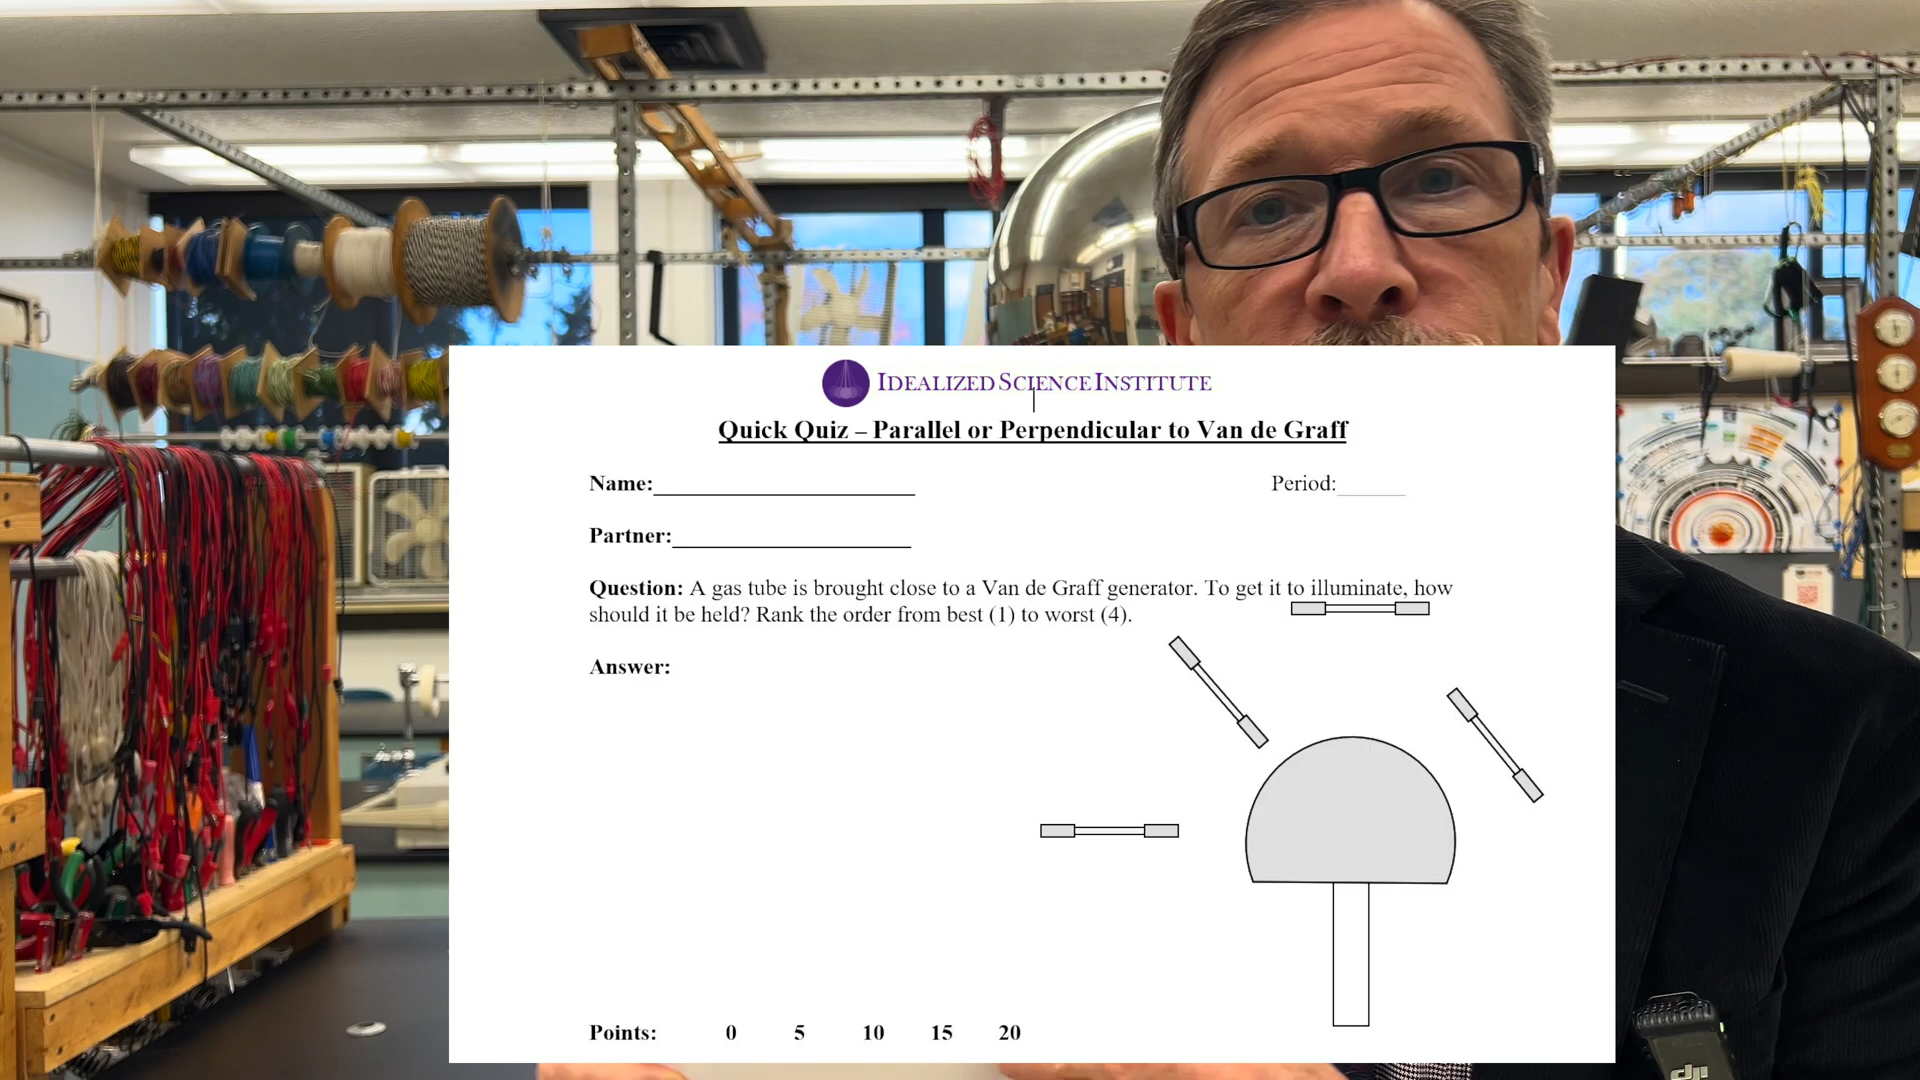 IDEALIZED SCIENCE INSTITUTE
Quick Quiz – Parallel or Perpendicular to Van de Graff
Name:
Period:
Partner:
Question: A gas tube is brought close to a Van de Graff generator. To get it to illuminate, how
should it be held? Rank the order from best (1) to worst (4).
Answer:
Points: 0 5 10 15 20
dji